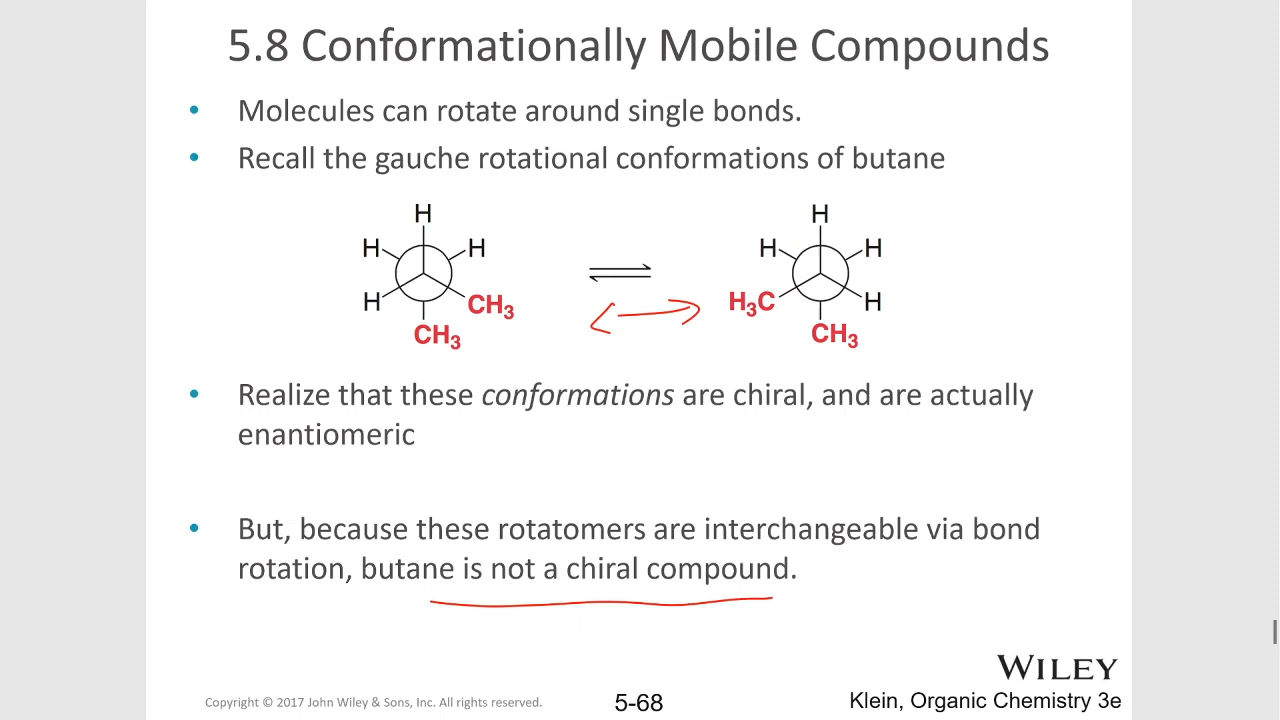 5.8 Conformationally Mobile Compounds
• Molecules can rotate around single bonds.
• Recall the gauche rotational conformations of butane
H H
H H H H
H CH₃ H₃C H
CH₃ CH₃
• Realize that these conformations are chiral, and are actually
enantiomeric
• But, because these rotatomers are interchangeable via bond
rotation, butane is not a chiral compound.
WILEY
Copyright © 2017 John Wiley & Sons, Inc. All rights reserved. 5-68 Klein, Organic Chemistry 3e